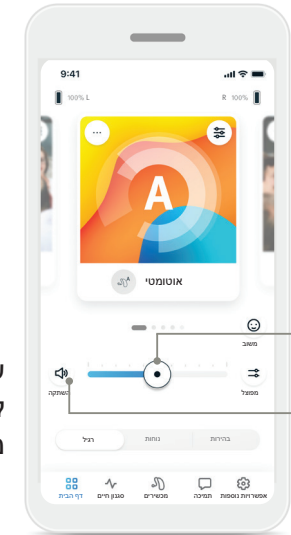 9:41
100% L
R 100%
...
A
אוטומטי
משוב
השתקה
מפוצל
רגיל
נוחות
בהירות
דף הבית
סגנון חיים
מכשירים
תמיכה
אפשרויות נוספות